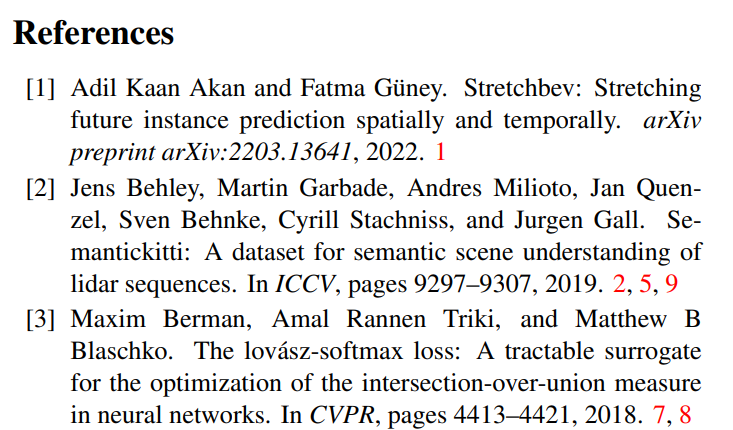 References
[1] Adil Kaan Akan and Fatma Güney. Stretchbev: Stretching
future instance prediction spatially and temporally. arXiv
preprint arXiv:2203.13641, 2022. 1
[2] Jens Behley, Martin Garbade, Andres Milioto, Jan Quen-
zel, Sven Behnke, Cyrill Stachniss, and Jurgen Gall. Se-
mantickitti: A dataset for semantic scene understanding of
lidar sequences. In ICCV, pages 9297–9307, 2019. 2, 5, 9
[3] Maxim Berman, Amal Rannen Triki, and Matthew B
Blaschko. The lovász-softmax loss: A tractable surrogate
for the optimization of the intersection-over-union measure
in neural networks. In CVPR, pages 4413–4421, 2018. 7, 8